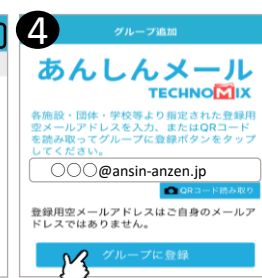 ❹
グループ追加
あんしんメール
TECHNOMIX
各施設・団体・学校等より指定された登録用
空メールアドレスを入力、またはQRコード
を読み取ってグループに登録ボタンをタップ
してください。
○○○@ansin-anzen.jp
QRコード読み取り
登録用空メールアドレスはご自身のメールア
ドレスではありません。
グループに登録